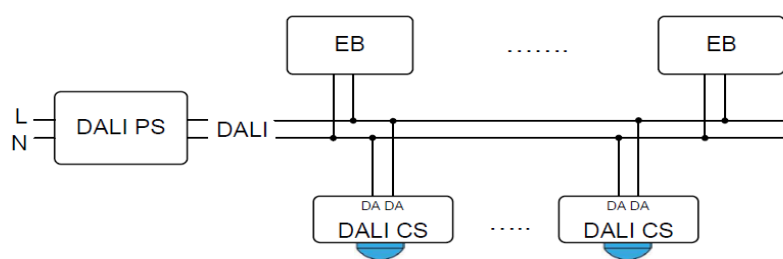 EB
.......
EB
L
N
DALI PS
DALI
DA DA
DALI CS
.....
DA DA
DALI CS